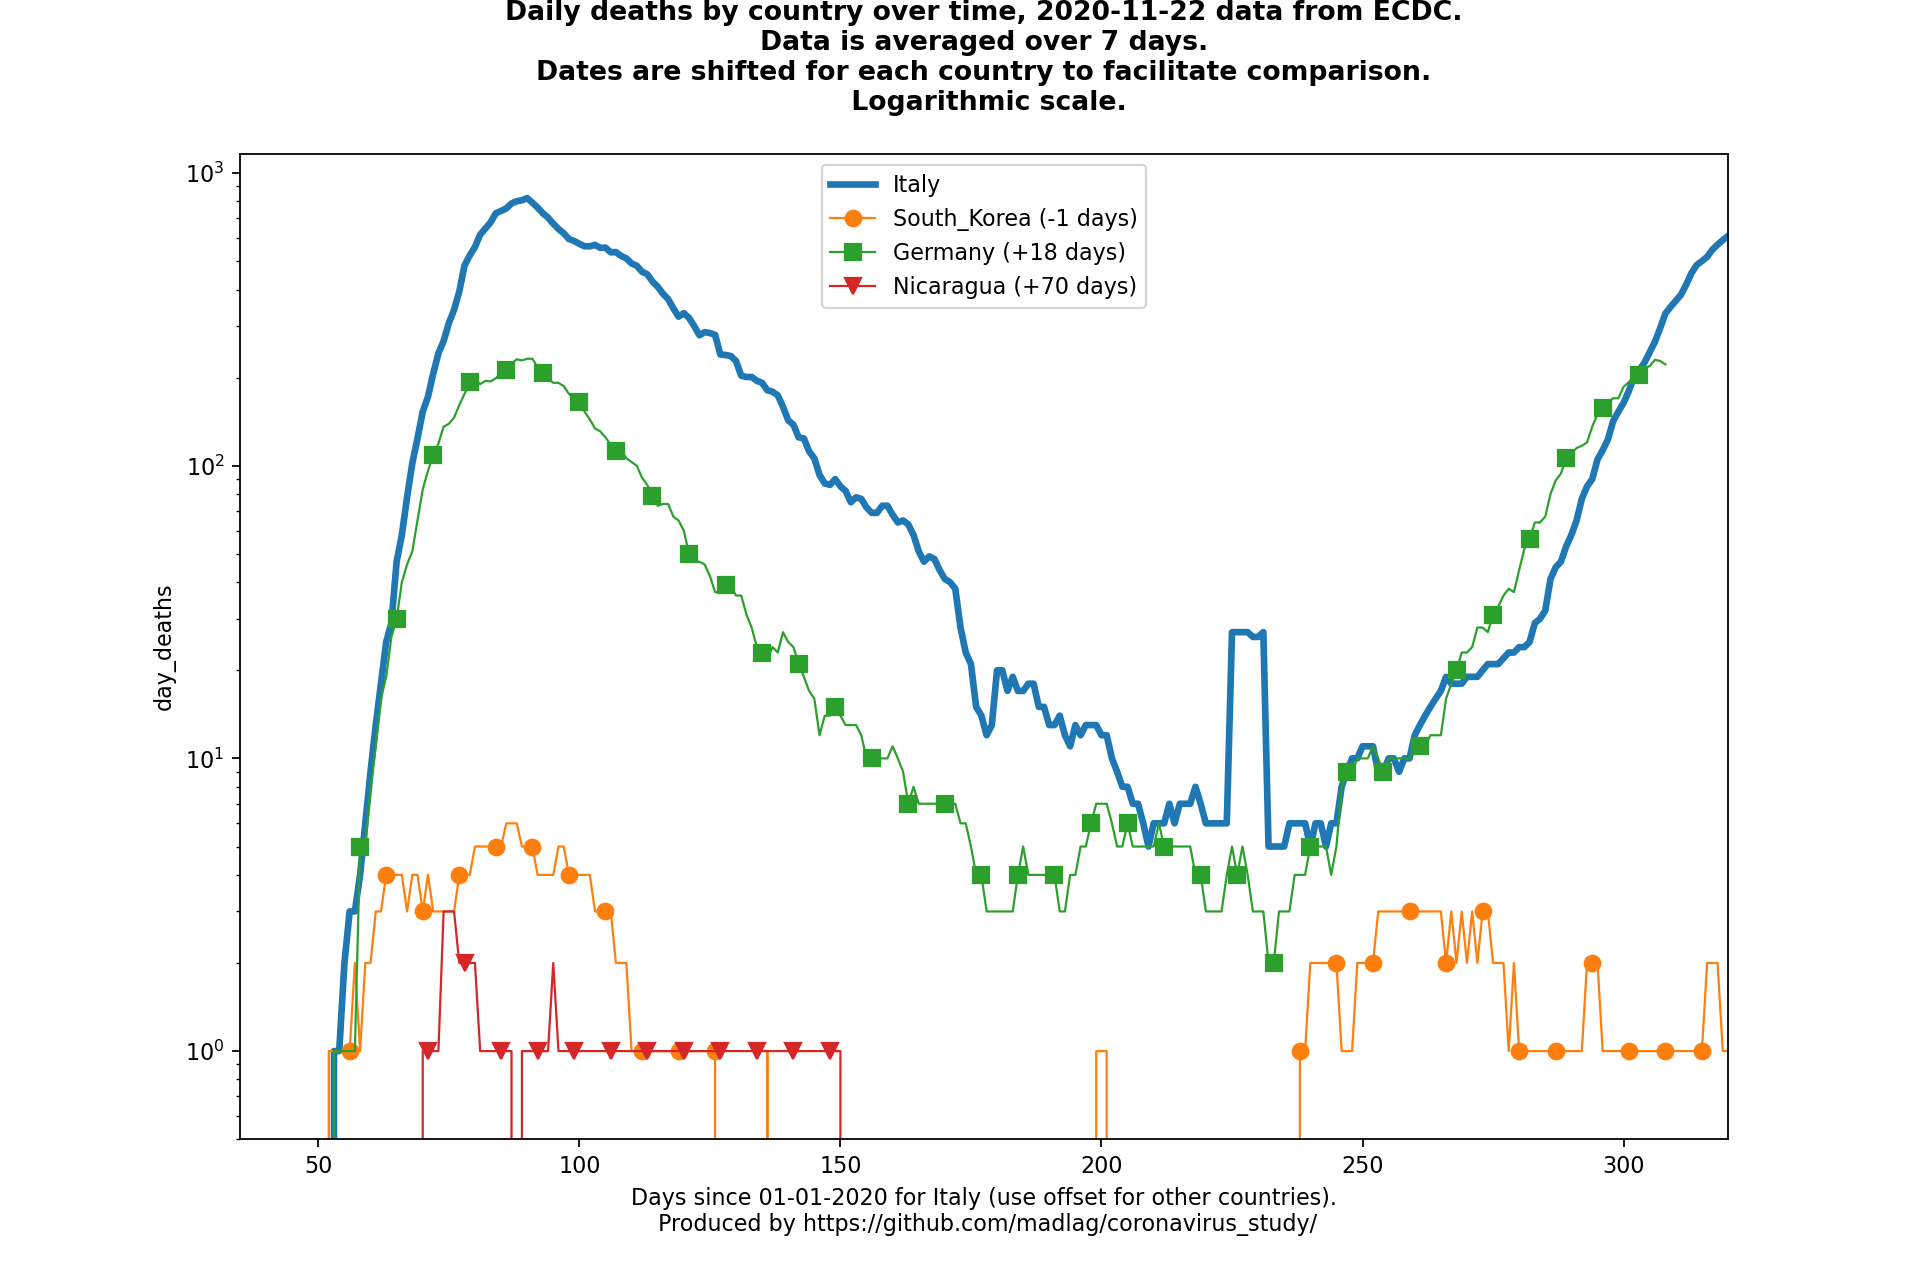 Daily deaths by country over time, 2020-11-22 data from ECDC.
Data is averaged over 7 days.
Dates are shifted for each country to facilitate comparison.
Logarithmic scale.
10³
10²
10¹
10⁰
day_deaths
Italy
South_Korea (-1 days)
Germany (+18 days)
Nicaragua (+70 days)
50
100
150
200
250
300
Days since 01-01-2020 for Italy (use offset for other countries).
Produced by https://github.com/madlag/coronavirus_study/